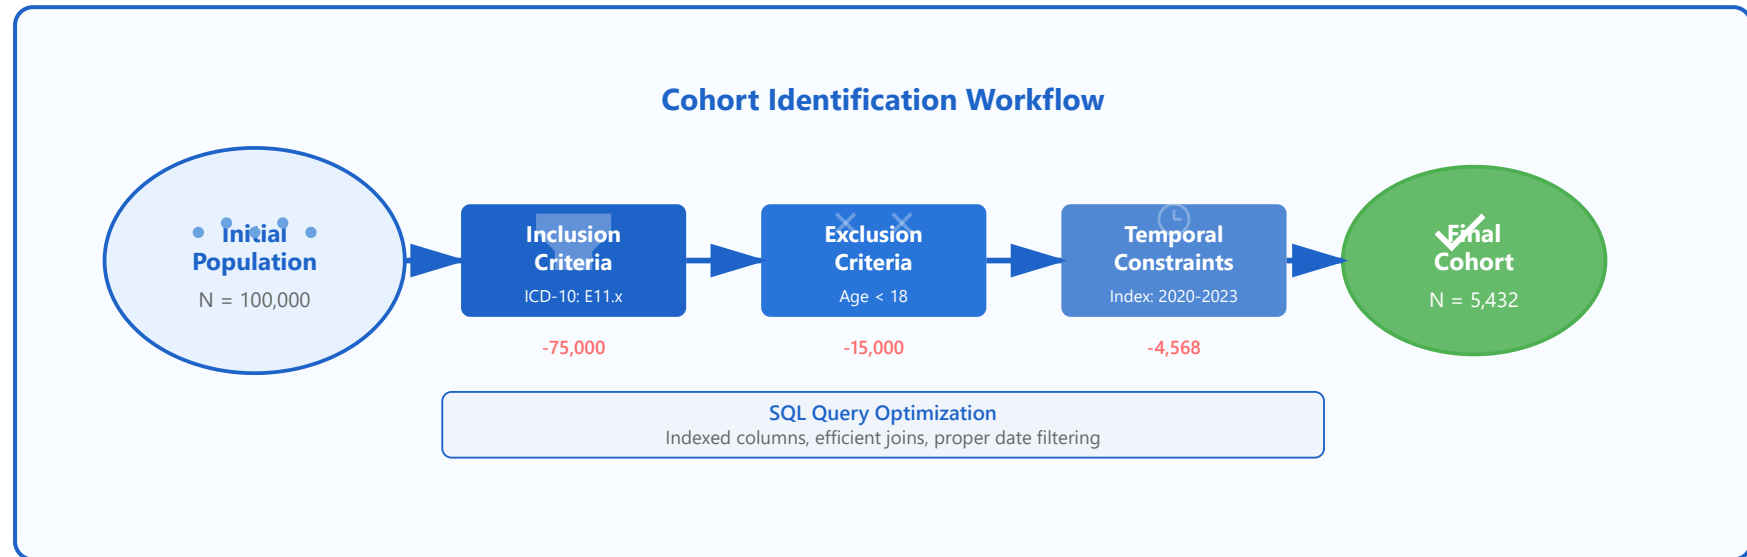 Cohort Identification Workflow
Initial
Population
N = 100,000
Inclusion
Criteria
ICD-10: E11.x
-75,000
Exclusion
Criteria
Age < 18
-15,000
Temporal
Constraints
Index: 2020-2023
-4,568
Final
Cohort
N = 5,432
SQL Query Optimization
Indexed columns, efficient joins, proper date filtering